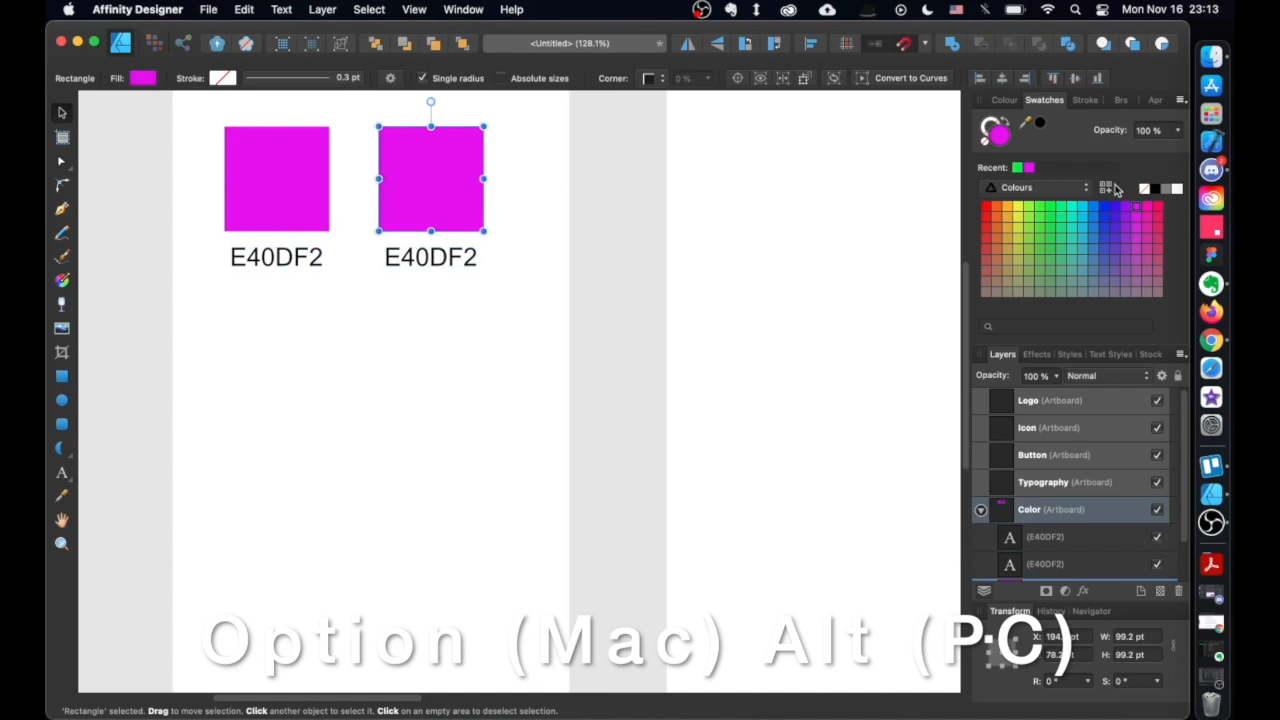 Affinity Designer File Edit Text Layer Select View Window Help Mon Nov 16 23:13
<Untitled> (128.1%)
Rectangle Fill: Stroke: 0.3 pt Single radius Absolute sizes Corner: 0 % Convert to Curves
Colour Swatches Stroke Brs Apr
Opacity: 100 %
Recent:
Colours
E40DF2 E40DF2
Layers Effects Styles Text Styles Stock
Opacity: 100 % Normal
Logo (Artboard)
Icon (Artboard)
Button (Artboard)
Typography (Artboard)
Color (Artboard)
A (E40DF2)
A (E40DF2)
fx
Transform History Navigator
Option (Mac) Alt (PC)
X: W: 99.2 pt
H: 99.2 pt
R: 0 ° S: 0 °
'Rectangle' selected. Drag to move selection. Click another object to select it. Click on an empty area to deselect selection.